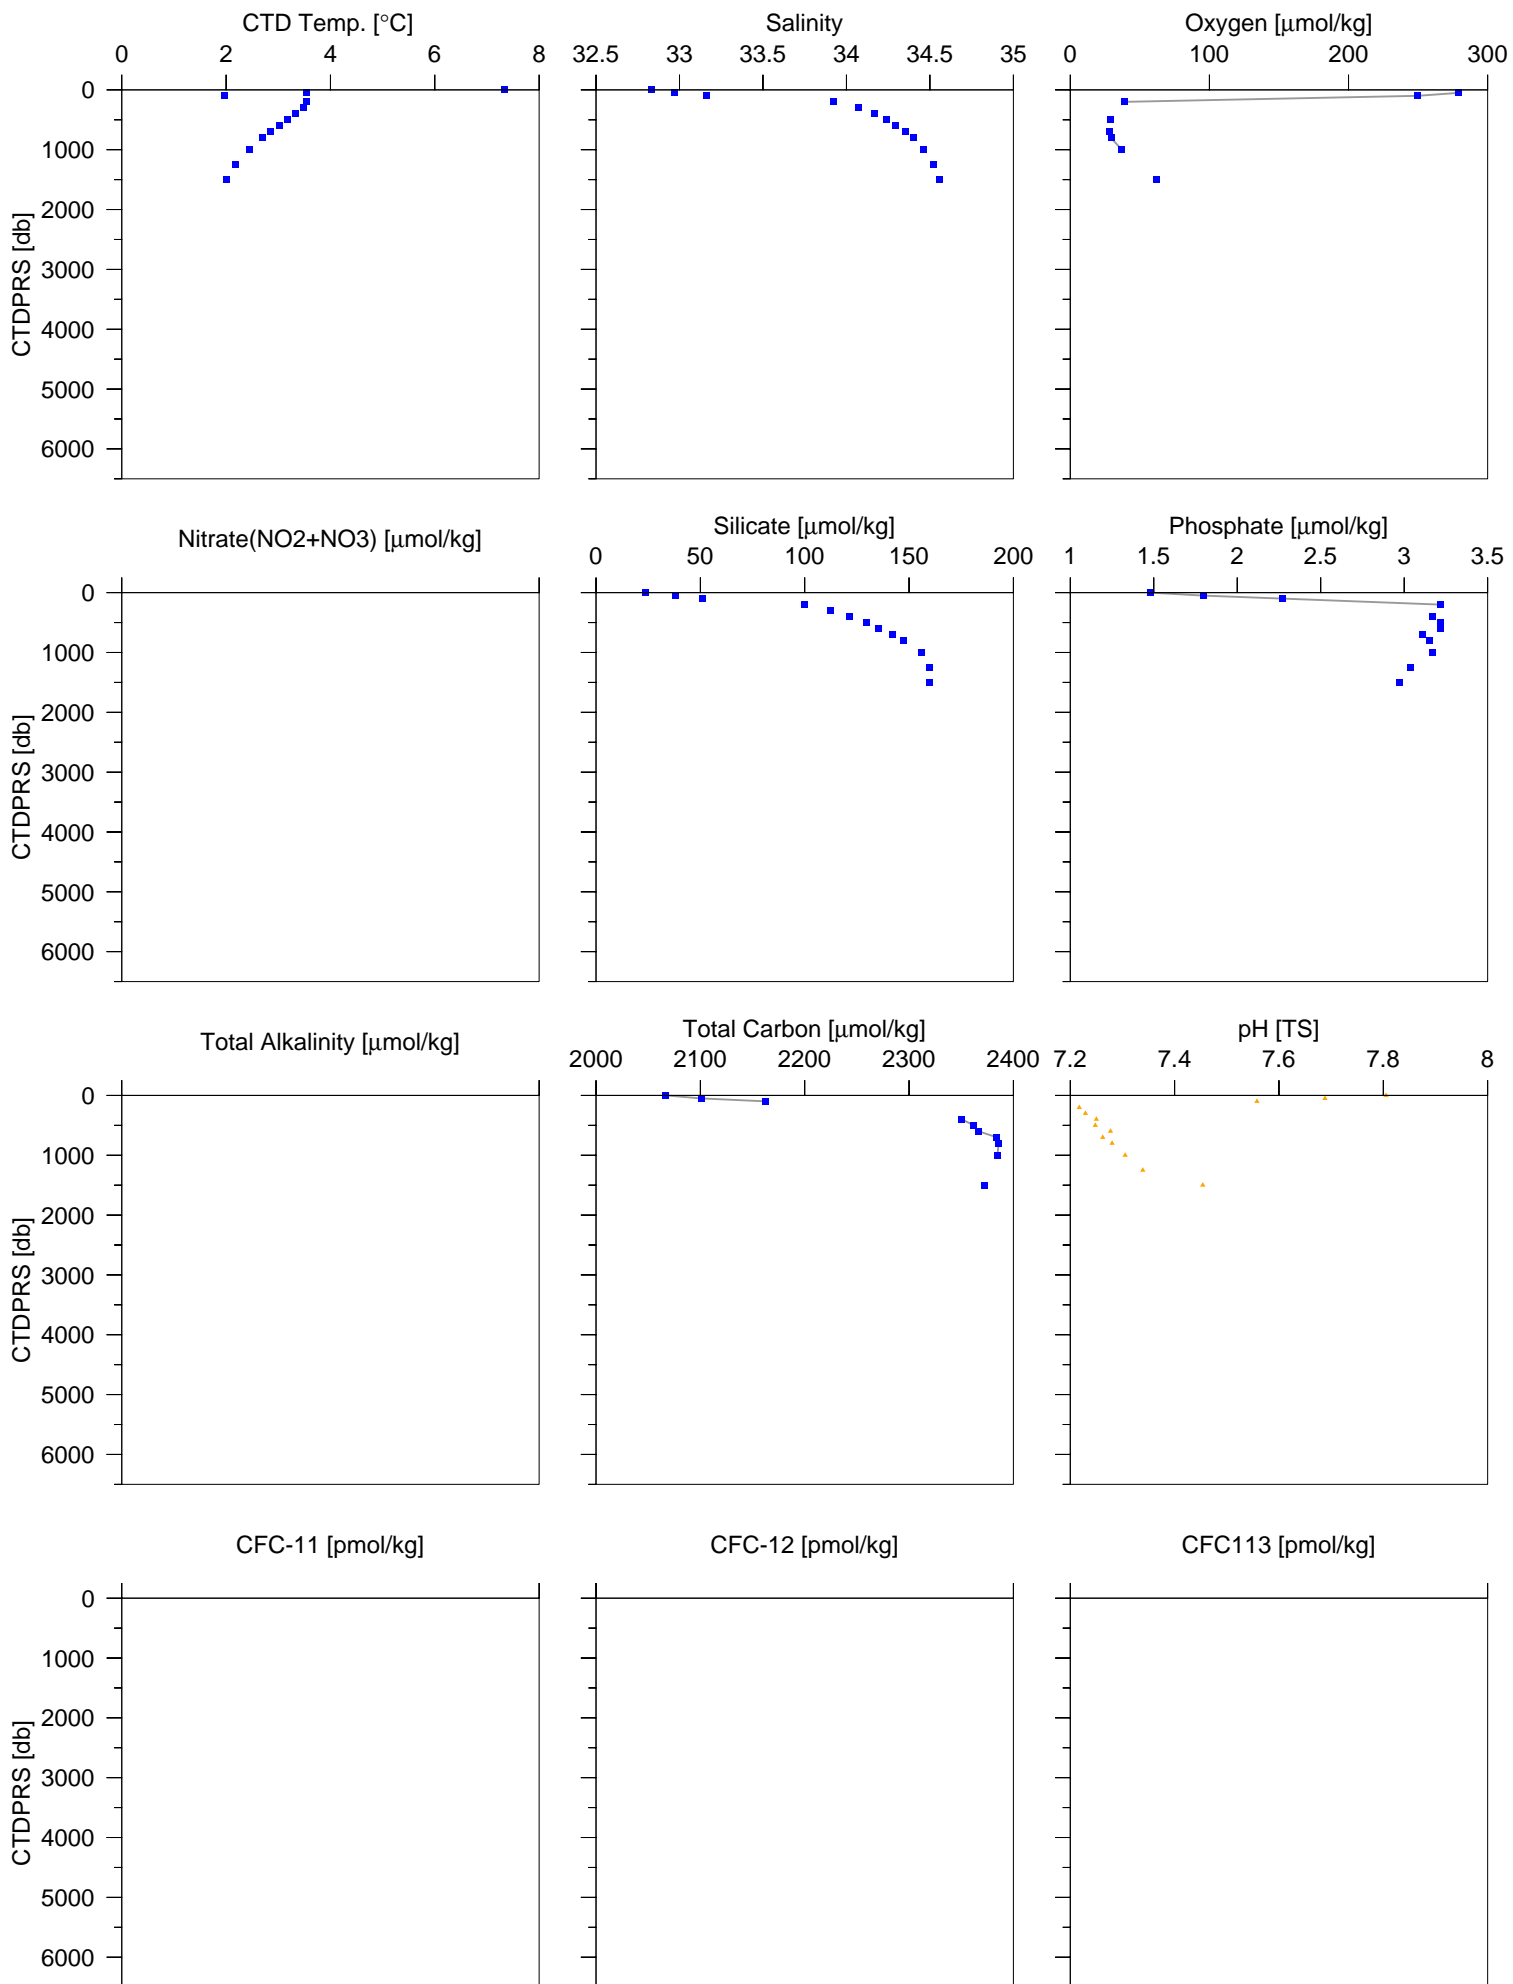 CTD Temp. [°C] Salinity Oxygen [μmol/kg]
0 2 4 6 8 32.5 33 33.5 34 34.5 35 0 100 200 300
0
1000
2000
3000
4000
5000
6000
CTDPRS [db]
Nitrate(NO2+NO3) [μmol/kg] Silicate [μmol/kg] Phosphate [μmol/kg]
0 50 100 150 200 1 1.5 2 2.5 3 3.5
0
1000
2000
3000
4000
5000
6000
CTDPRS [db]
Total Alkalinity [μmol/kg] Total Carbon [μmol/kg] pH [TS]
2000 2100 2200 2300 2400 7.2 7.4 7.6 7.8 8
0
1000
2000
3000
4000
5000
6000
CTDPRS [db]
CFC-11 [pmol/kg] CFC-12 [pmol/kg] CFC113 [pmol/kg]
0
1000
2000
3000
4000
5000
6000
CTDPRS [db]